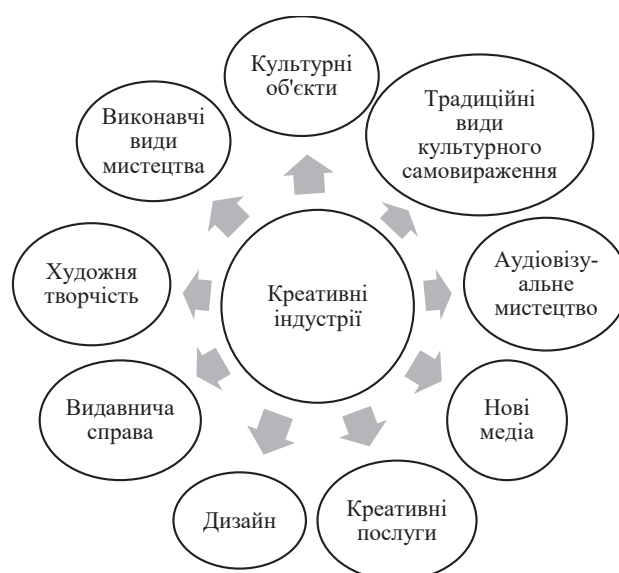 Культурні
об'єкти
Традиційні
види
культурного
самовираження
Аудіовізу-
альне
мистецтво
Нові
медіа
Креативні
послуги
Дизайн
Видавнича
справа
Художня
творчість
Виконавчі
види
мистецтва
Креативні
індустрії